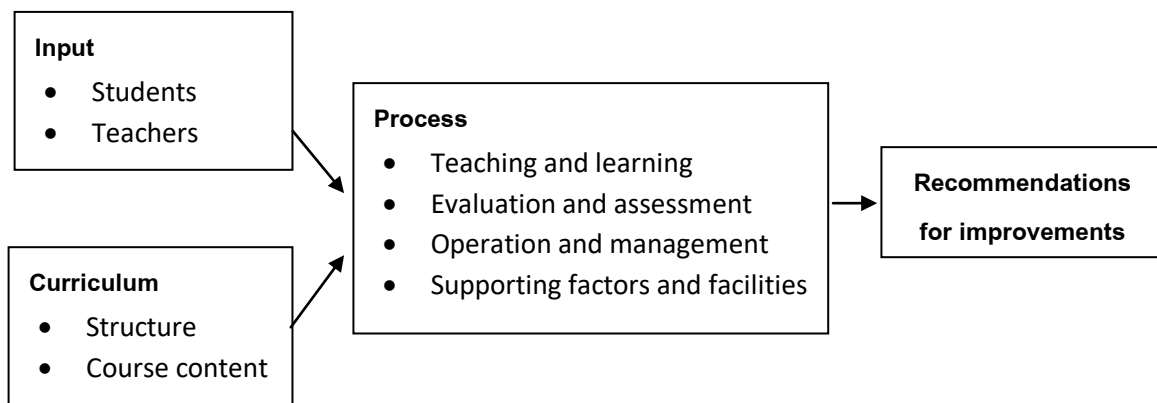 Input
• Students
• Teachers
Curriculum
• Structure
• Course content
Process
• Teaching and learning
• Evaluation and assessment
• Operation and management
• Supporting factors and facilities
Recommendations
for improvements